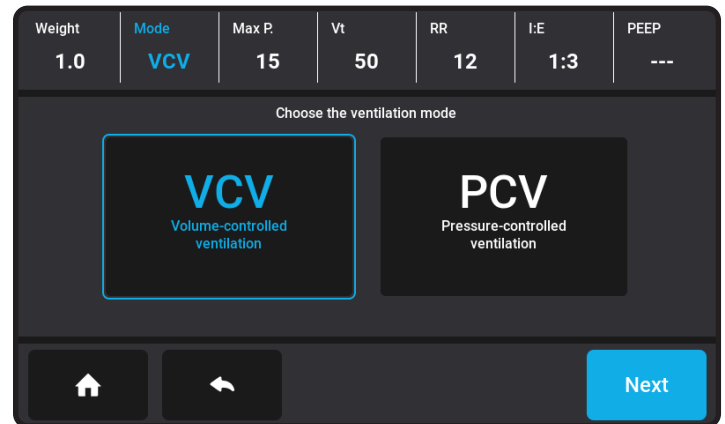 Weight Mode Max P. Vt RR I:E PEEP
1.0 VCV 15 50 12 1:3 ---
Choose the ventilation mode
VCV
Volume-controlled
ventilation
PCV
Pressure-controlled
ventilation
Next